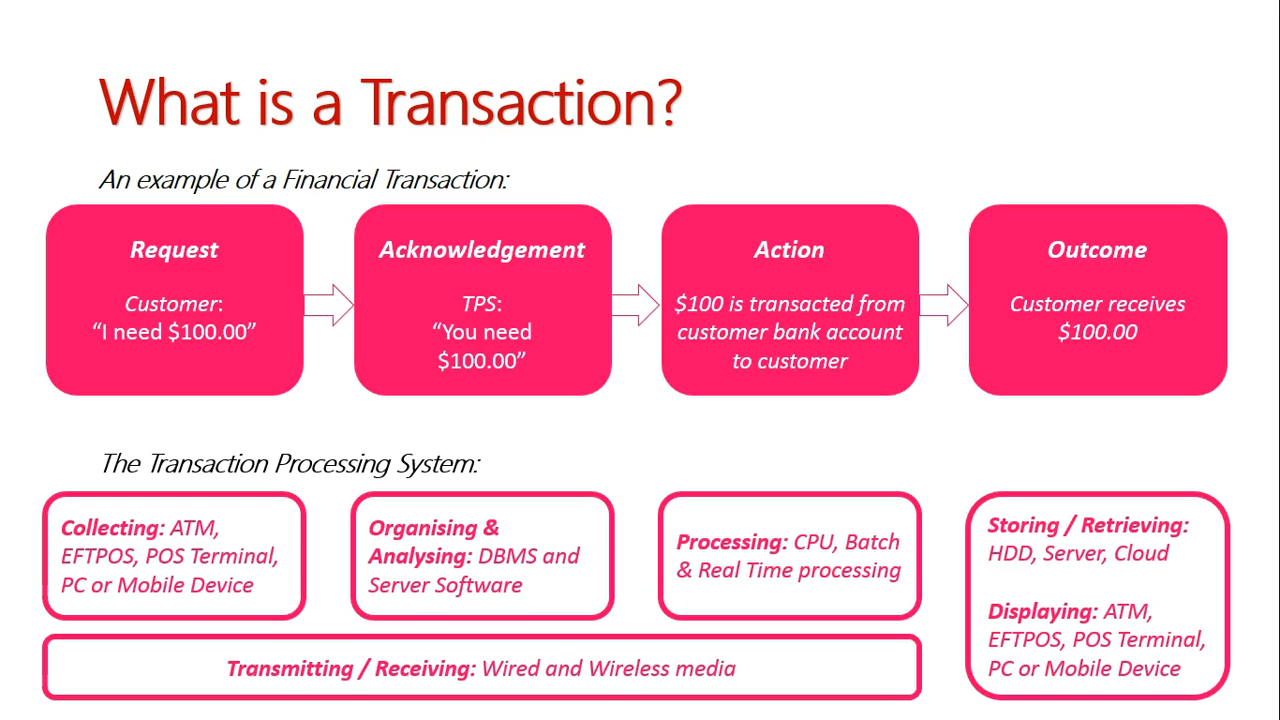 What is a Transaction?
An example of a Financial Transaction:
Request
Customer:
“I need $100.00”
Acknowledgement
TPS:
“You need
$100.00”
Action
$100 is transacted from
customer bank account
to customer
Outcome
Customer receives
$100.00
The Transaction Processing System:
Collecting: ATM,
EFTPOS, POS Terminal,
PC or Mobile Device
Organising &
Analysing: DBMS and
Server Software
Processing: CPU, Batch
& Real Time processing
Storing / Retrieving:
HDD, Server, Cloud
Displaying: ATM,
EFTPOS, POS Terminal,
PC or Mobile Device
Transmitting / Receiving: Wired and Wireless media